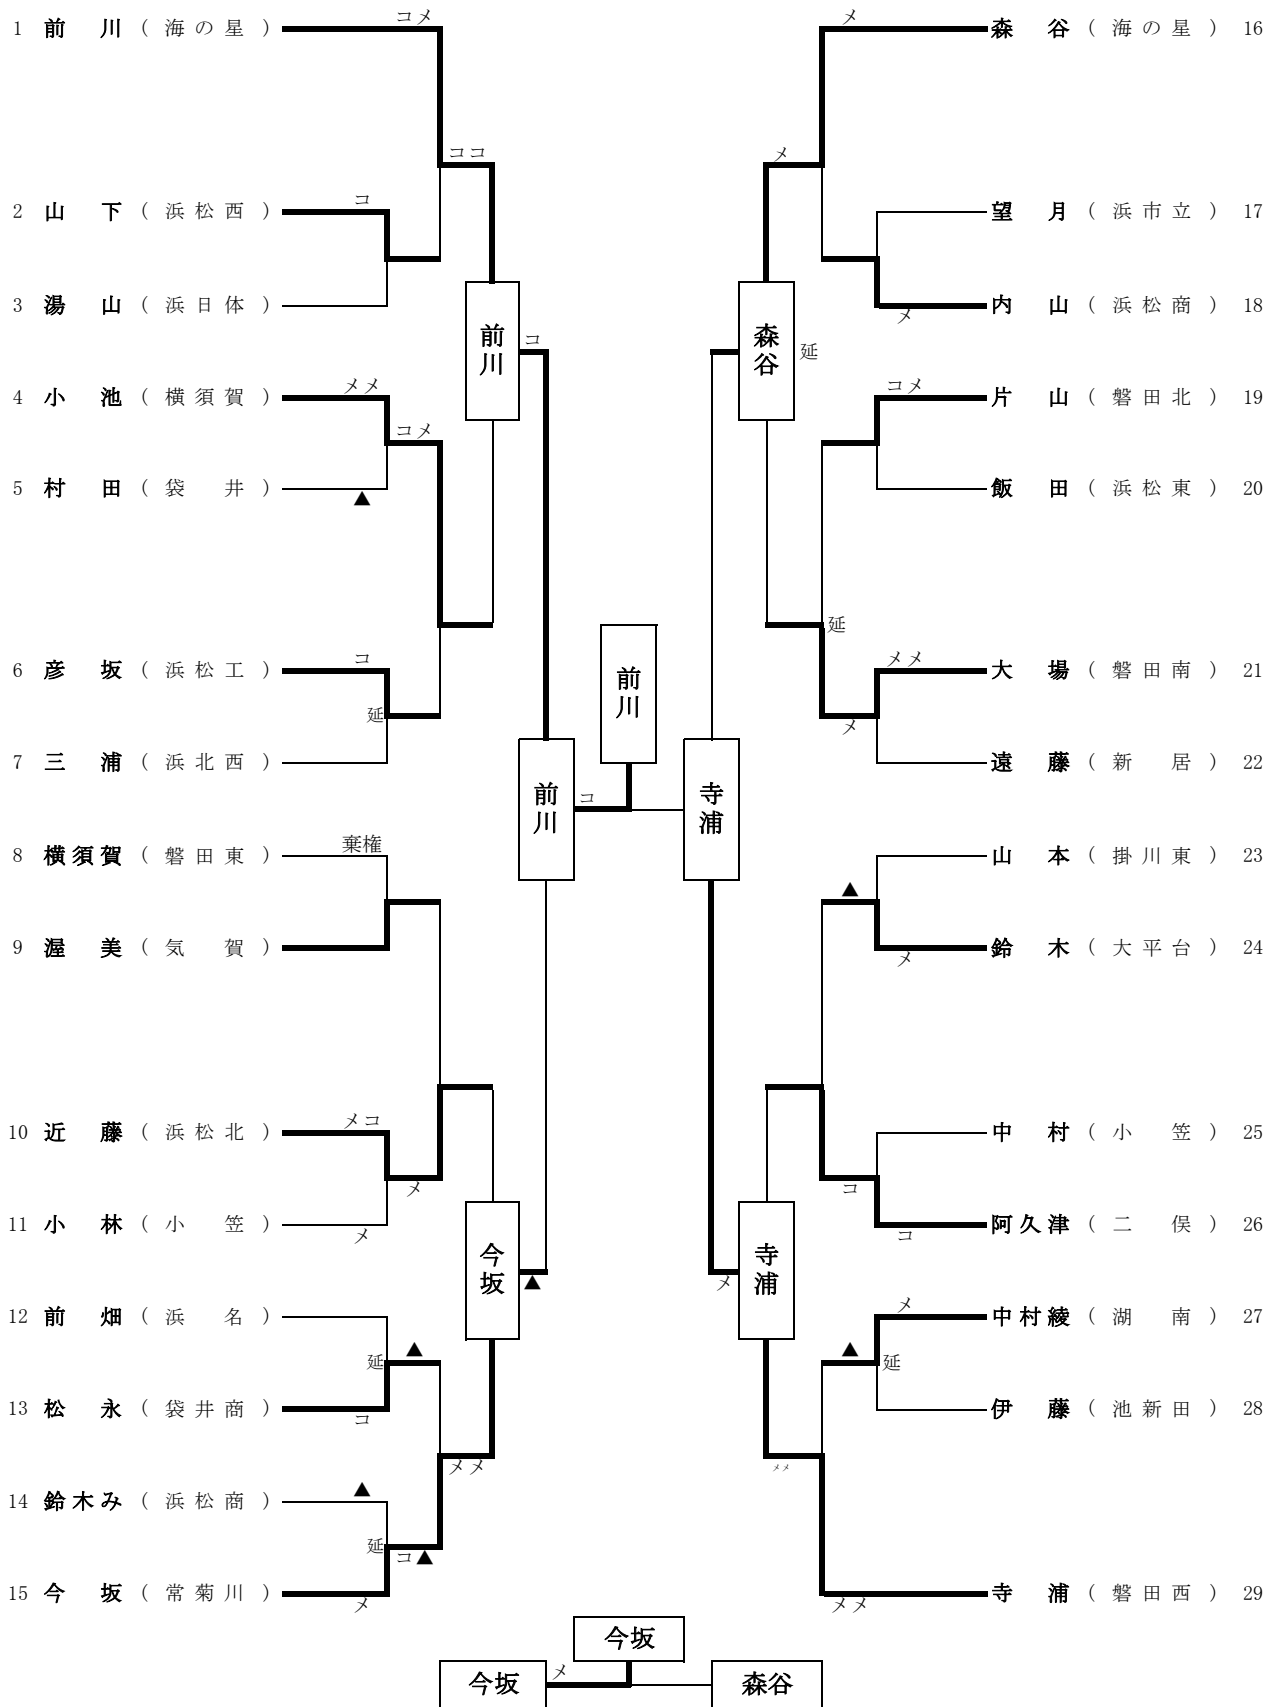 コメ
メ
1 前川 ( 海の星 )
森谷 ( 海の星 ) 16
ココ
メ
コ
2 山下 ( 浜松西 )
望月 ( 浜市立 ) 17
3 湯山 ( 浜日体 )
内山 ( 浜松商 ) 18
メ
前川
コ
森谷
延
メメ
コメ
4 小池 ( 横須賀 )
片山 ( 磐田北 ) 19
コメ
5 村田 ( 袋井 )
▲
飯田 ( 浜松東 ) 20
延
コ
メメ
6 彦坂 ( 浜松工 )
大場 ( 磐田南 ) 21
延
メ
前川
7 三浦 ( 浜北西 )
遠藤 ( 新居 ) 22
前川
コ
寺浦
棄権
8 横須賀 ( 磐田東 )
山本 ( 掛川東 ) 23
▲
9 渥美 ( 気賀 )
鈴木 ( 大平台 ) 24
メ
メコ
10 近藤 ( 浜松北 )
中村 ( 小笠 ) 25
メ
コ
11 小林 ( 小笠 )
メ
阿久津 ( 二俣 ) 26
コ
今坂
▲
メ
寺浦
メ
12 前畑 ( 浜名 )
中村綾 ( 湖南 ) 27
延
▲
▲
延
13 松永 ( 袋井商 )
コ
伊藤 ( 池新田 ) 28
メメ
メメ
▲
14 鈴木み ( 浜松商 )
延
コ▲
15 今坂 ( 常菊川 )
メ
寺浦 ( 磐田西 ) 29
メメ
今坂
今坂
メ
森谷